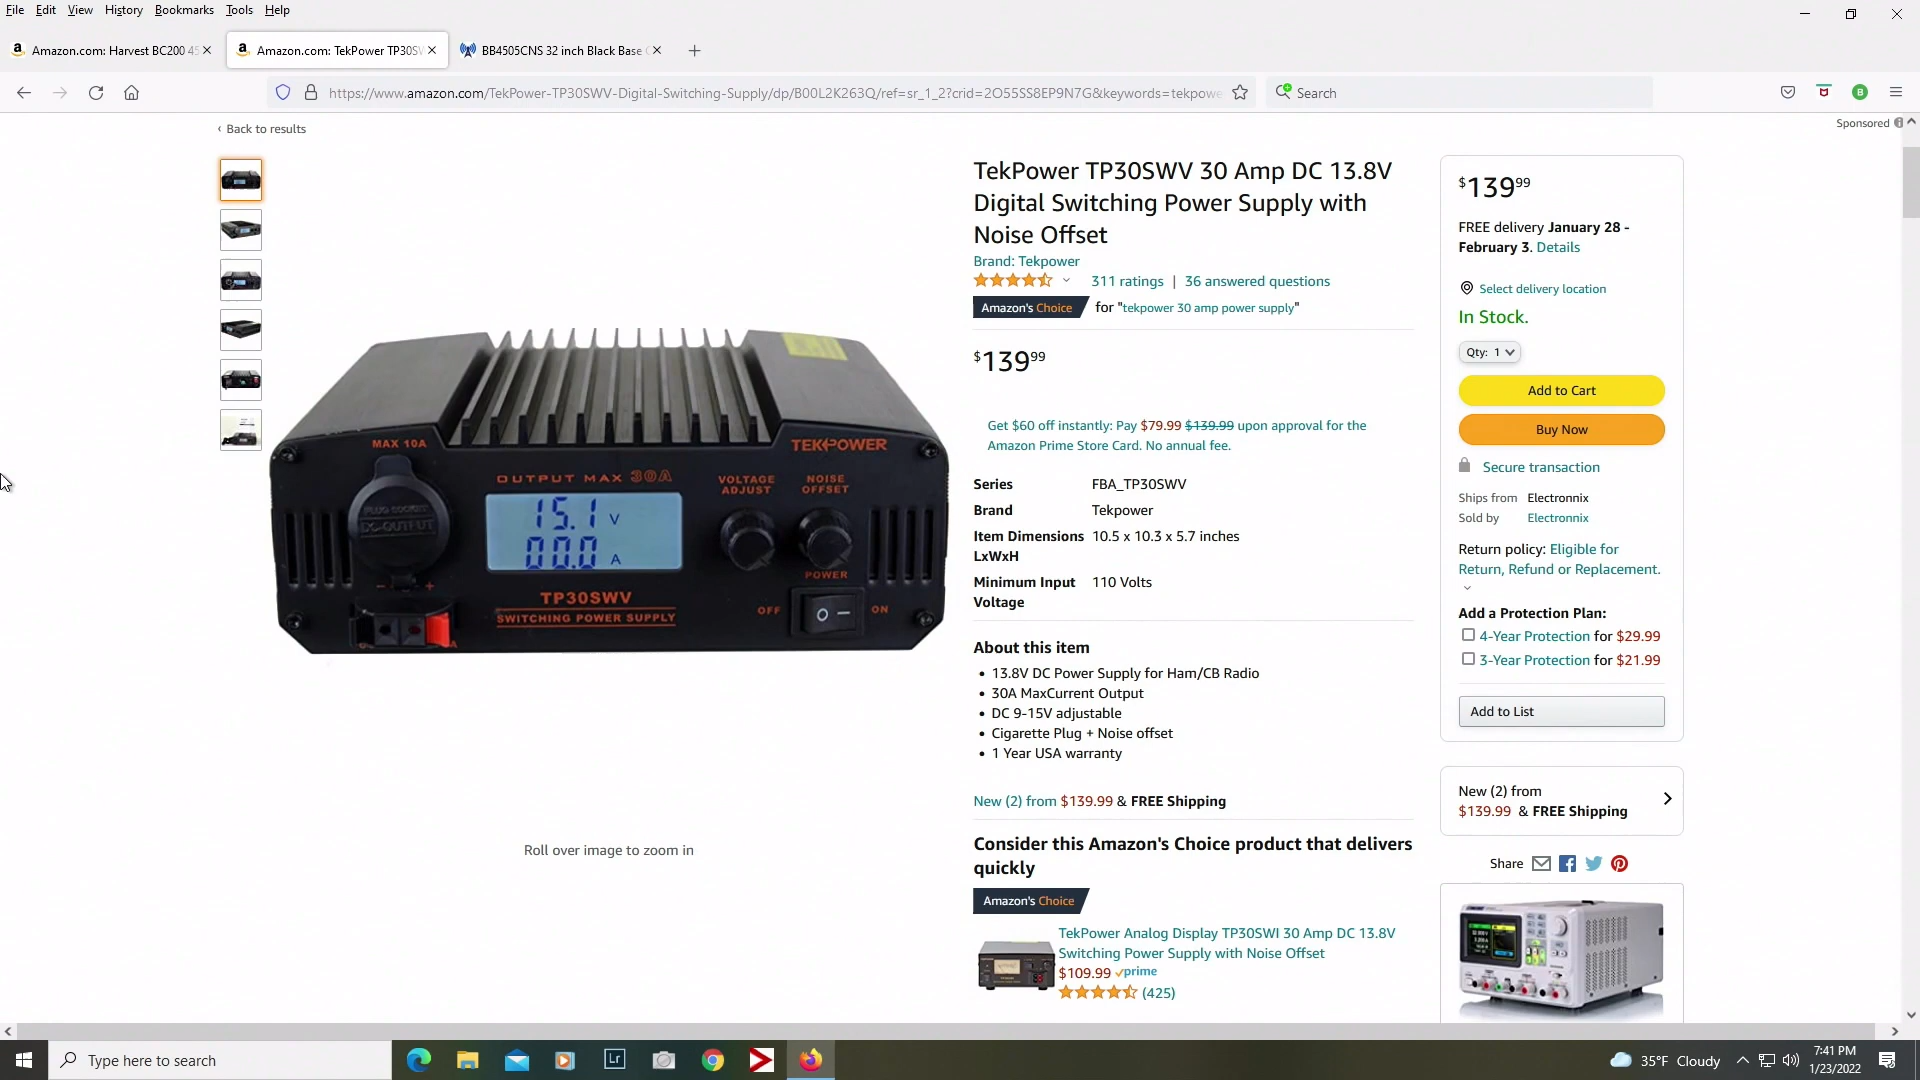 File Edit View History Bookmarks Tools Help
Amazon.com: Harvest BC200 45
Amazon.com: TekPower TP30SW
BB4505CNS 32 inch Black Base
https://www.amazon.com/TekPower-TP30SWV-Digital-Switching-Supply/dp/B00L2K263Q/ref=sr_1_2?crid=2O55SS8EP9N7G&keywords=tekpowe
Search
Back to results
Sponsored
MAX 10A
TEKPOWER
OUTPUT MAX 30A
VOLTAGE ADJUST
NOISE OFFSET
PLUG SOCKET
DC-OUTPUT
15.1 V
00.0 A
POWER
TP30SWV
OFF
ON
SWITCHING POWER SUPPLY
Roll over image to zoom in
TekPower TP30SWV 30 Amp DC 13.8V
Digital Switching Power Supply with
Noise Offset
Brand: Tekpower
311 ratings | 36 answered questions
Amazon's Choice for "tekpower 30 amp power supply"
$139.99
Get $60 off instantly: Pay $79.99 $139.99 upon approval for the
Amazon Prime Store Card. No annual fee.
Series FBA_TP30SWV
Brand Tekpower
Item Dimensions 10.5 x 10.3 x 5.7 inches
LxWxH
Minimum Input 110 Volts
Voltage
About this item
• 13.8V DC Power Supply for Ham/CB Radio
• 30A MaxCurrent Output
• DC 9-15V adjustable
• Cigarette Plug + Noise offset
• 1 Year USA warranty
New (2) from $139.99 & FREE Shipping
Consider this Amazon's Choice product that delivers
quickly
Amazon's Choice
TekPower Analog Display TP30SWI 30 Amp DC 13.8V
Switching Power Supply with Noise Offset
$109.99 prime
(425)
$139.99
FREE delivery January 28 -
February 3. Details
Select delivery location
In Stock.
Qty: 1
Add to Cart
Buy Now
Secure transaction
Ships from Electronnix
Sold by Electronnix
Return policy: Eligible for
Return, Refund or Replacement.
Add a Protection Plan:
4-Year Protection for $29.99
3-Year Protection for $21.99
Add to List
New (2) from
$139.99 & FREE Shipping
Share
Type here to search
Lr
35°F Cloudy
7:41 PM
1/23/2022